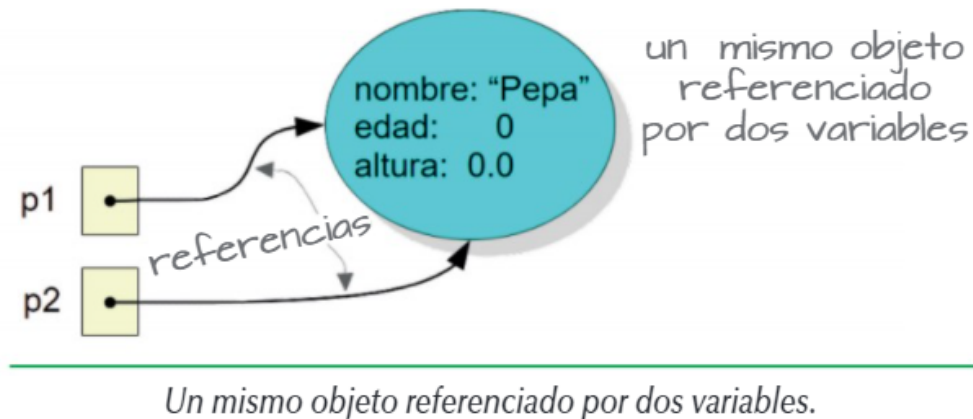 nombre: “Pepa”
edad: 0
altura: 0.0
un mismo objeto
referenciado
por dos variables
p1
referencias
p2
Un mismo objeto referenciado por dos variables.